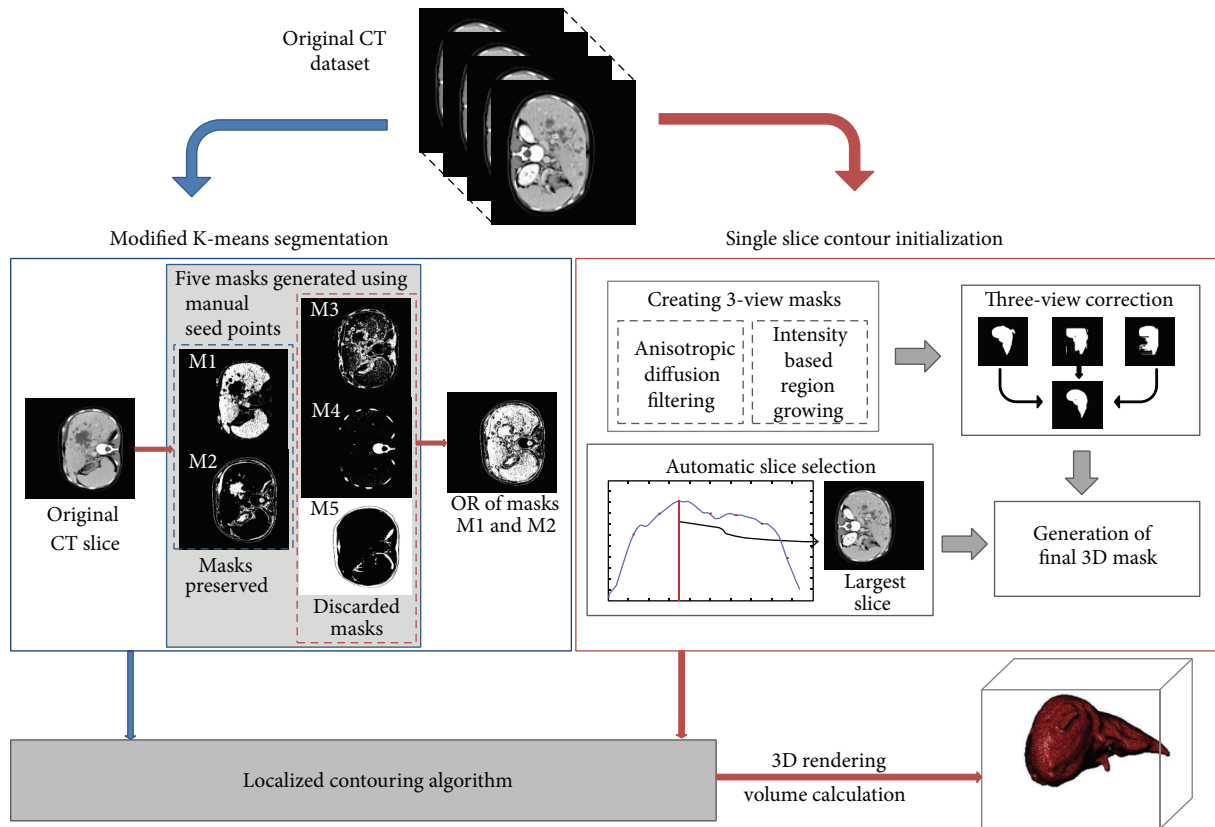 Original CT
dataset
Modified K-means segmentation
Single slice contour initialization
Five masks generated using
manual
seed points
M1
M2
Masks
preserved
M3
M4
M5
Discarded
masks
Original
CT slice
OR of masks
M1 and M2
Creating 3-view masks
Anisotropic
diffusion
filtering
Intensity
based
region
growing
Three-view correction
Automatic slice selection
Largest
slice
Generation of
final 3D mask
Localized contouring algorithm
3D rendering
volume calculation